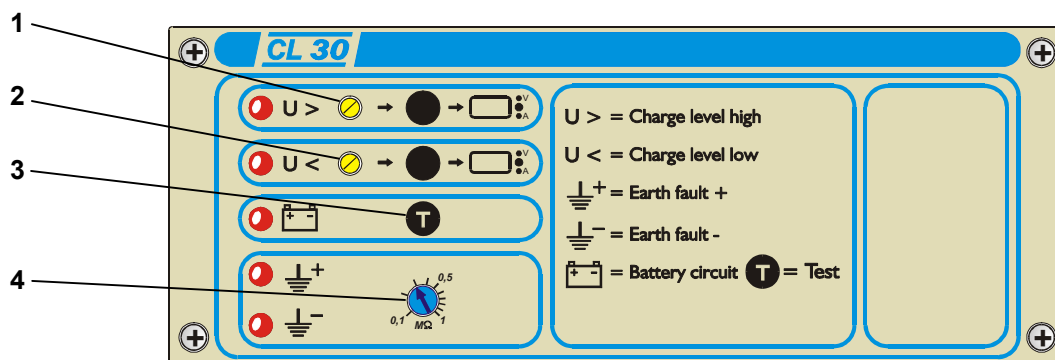 1
2
3
4
CL 30
U > V A
U < V A
+ -
T
+
-
0,1 0,5 1
MΩ
U > = Charge level high
U < = Charge level low
+ = Earth fault +
- = Earth fault -
+ - = Battery circuit T = Test